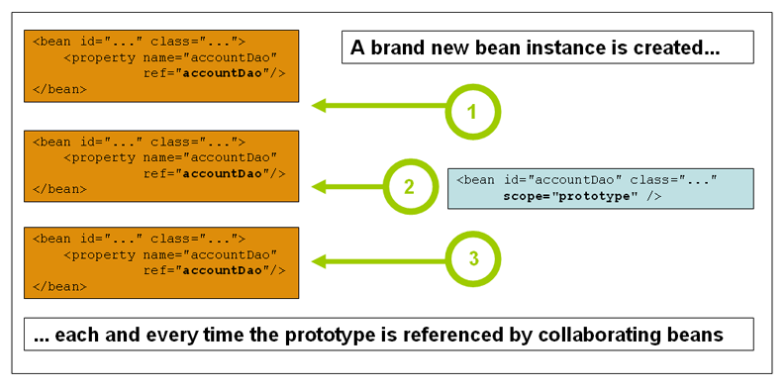 <bean id="..." class="...">
    <property name="accountDao"
              ref="accountDao"/>
</bean>
A brand new bean instance is created...
1
<bean id="..." class="...">
    <property name="accountDao"
              ref="accountDao"/>
</bean>
2
<bean id="accountDao" class="..."
      scope="prototype" />
<bean id="..." class="...">
    <property name="accountDao"
              ref="accountDao"/>
</bean>
3
... each and every time the prototype is referenced by collaborating beans